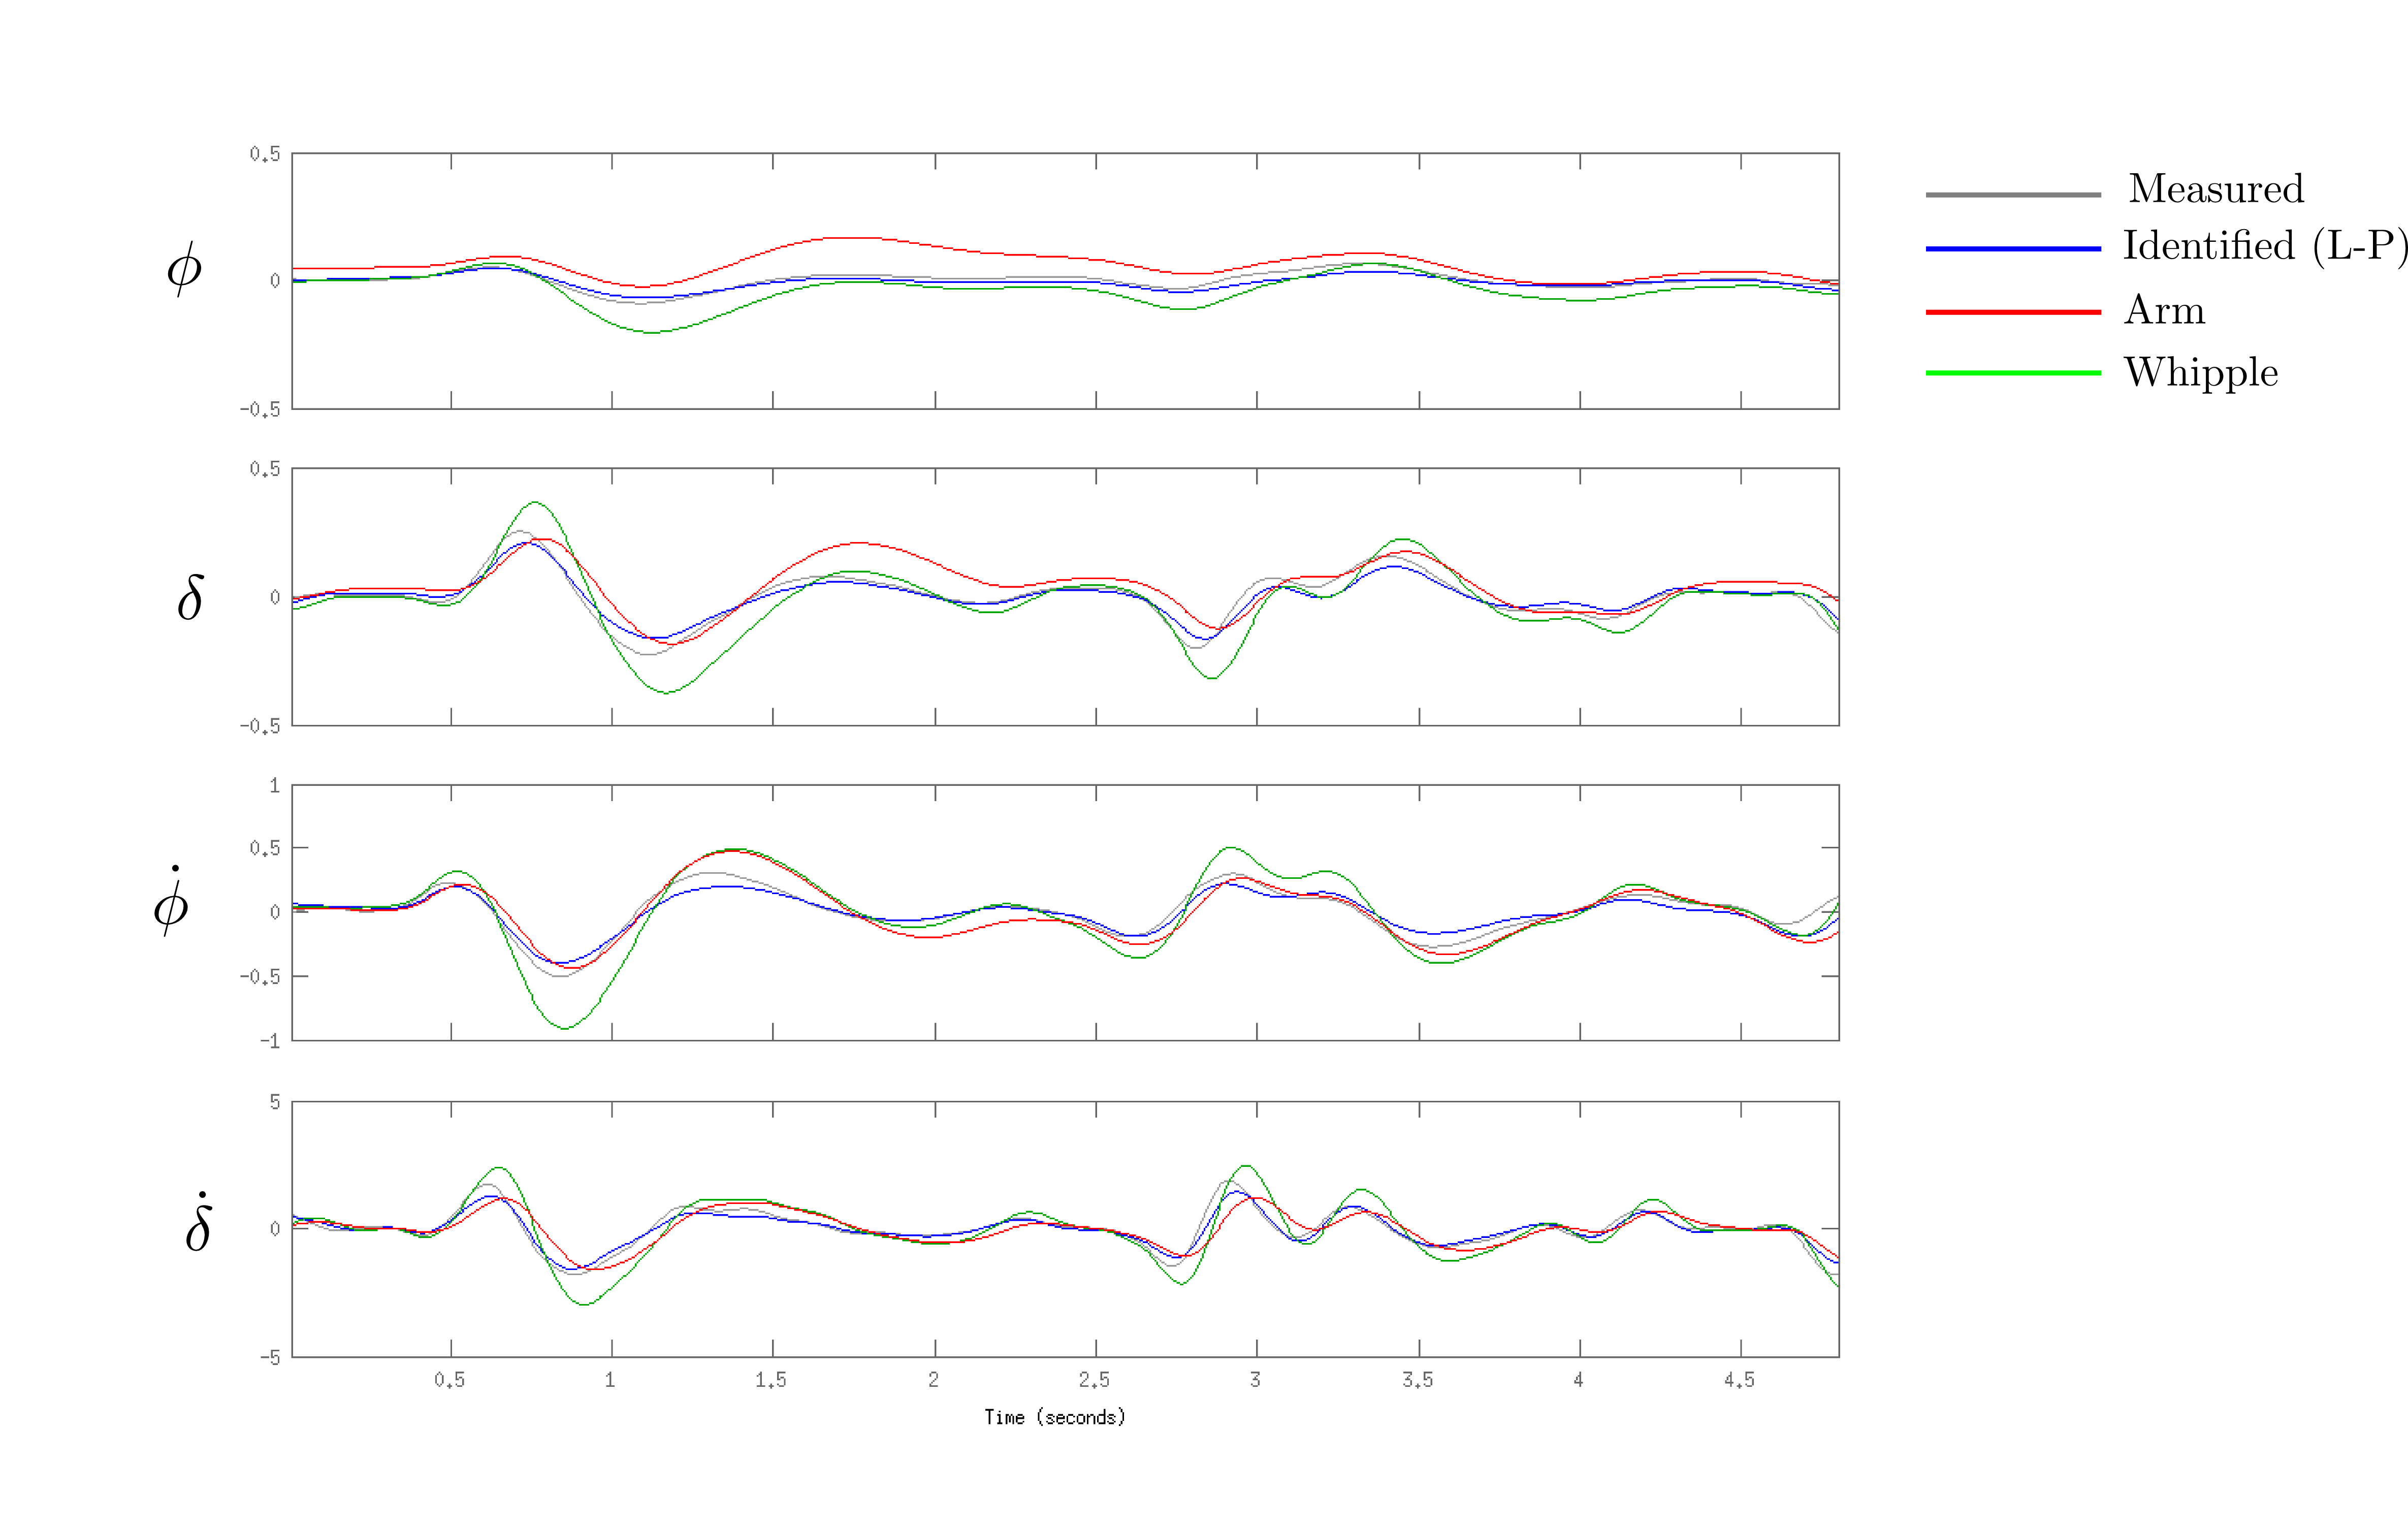 0.5
0
-0.5
ϕ
Measured
Identified (L-P)
Arm
Whipple
0.5
0
-0.5
δ
1
0.5
0
-0.5
-1
ϕ̇
5
0
-5
δ̇
0.5 1 1.5 2 2.5 3 3.5 4 4.5
Time (seconds)